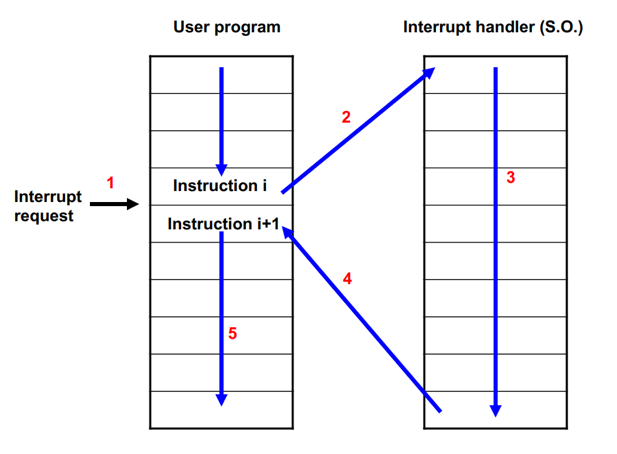 User program
Interrupt handler (S.O.)
2
1
Instruction i
3
Interrupt
request
Instruction i+1
4
5